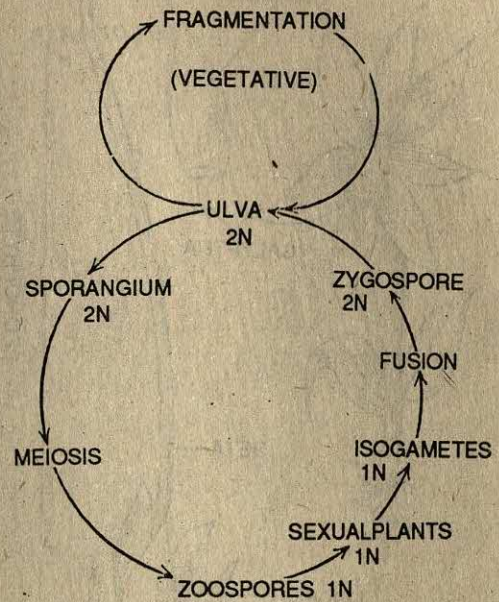 FRAGMENTATION
(VEGETATIVE)
ULVA
2N
SPORANGIUM
2N
ZYGOSPORE
2N
FUSION
MEIOSIS
ISOGAMETES
1N
SEXUALPLANTS
1N
ZOOSPORES 1N